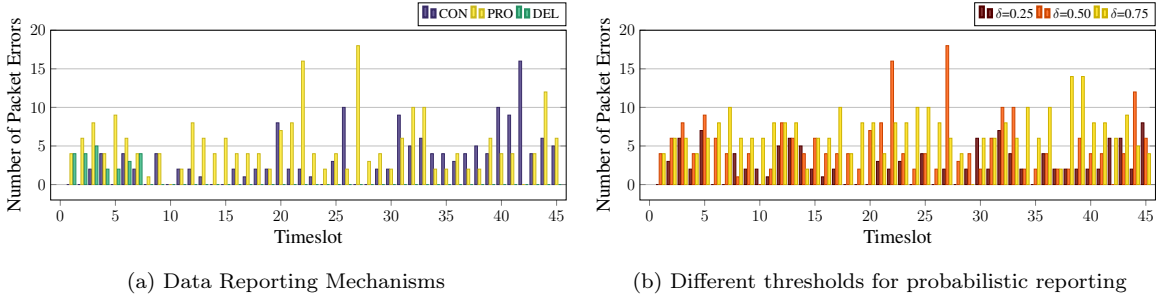 CON PRO DEL
20
15
10
5
0
Number of Packet Errors
0 5 10 15 20 25 30 35 40 45
Timeslot
(a) Data Reporting Mechanisms
δ=0.25 δ=0.50 δ=0.75
20
15
10
5
0
Number of Packet Errors
0 5 10 15 20 25 30 35 40 45
Timeslot
(b) Different thresholds for probabilistic reporting